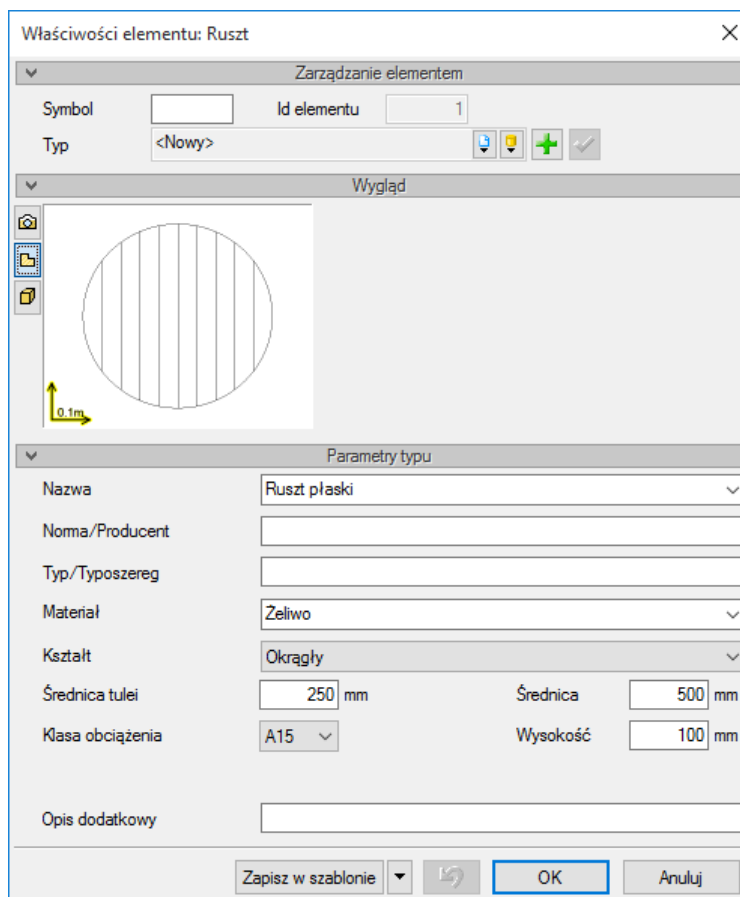 Właściwości elementu: Ruszt
Zarządzanie elementem
Symbol Id elementu 1
Typ <Nowy>
Wygląd
0.1m
Parametry typu
Nazwa Ruszt płaski
Norma/Producent
Typ/Typoszereg
Materiał Żeliwo
Kształt Okrągły
Średnica tulei 250 mm Średnica 500 mm
Klasa obciążenia A15 Wysokość 100 mm
Opis dodatkowy
Zapisz w szablonie OK Anuluj